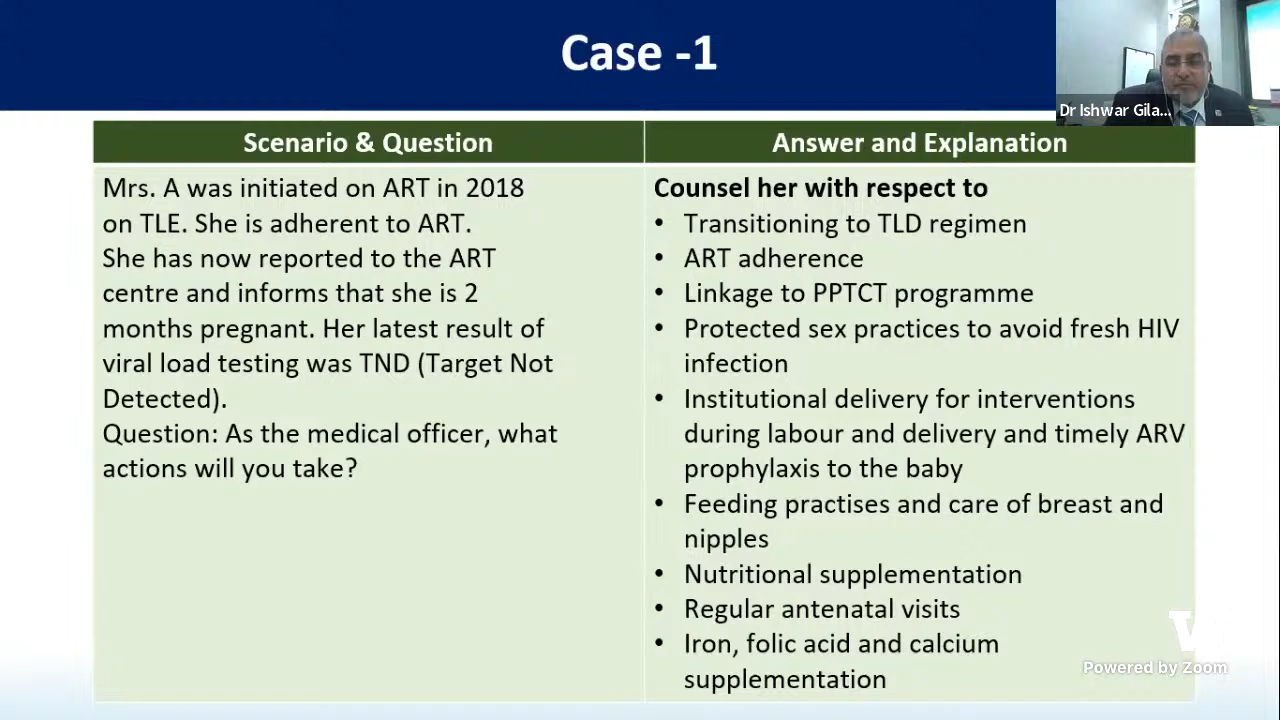 Case -1
Dr Ishwar Gila...
Scenario & Question
Answer and Explanation
Mrs. A was initiated on ART in 2018
on TLE. She is adherent to ART.
She has now reported to the ART
centre and informs that she is 2
months pregnant. Her latest result of
viral load testing was TND (Target Not
Detected).
Question: As the medical officer, what
actions will you take?
Counsel her with respect to
• Transitioning to TLD regimen
• ART adherence
• Linkage to PPTCT programme
• Protected sex practices to avoid fresh HIV
infection
• Institutional delivery for interventions
during labour and delivery and timely ARV
prophylaxis to the baby
• Feeding practises and care of breast and
nipples
• Nutritional supplementation
• Regular antenatal visits
• Iron, folic acid and calcium
supplementation
Powered by Zoom